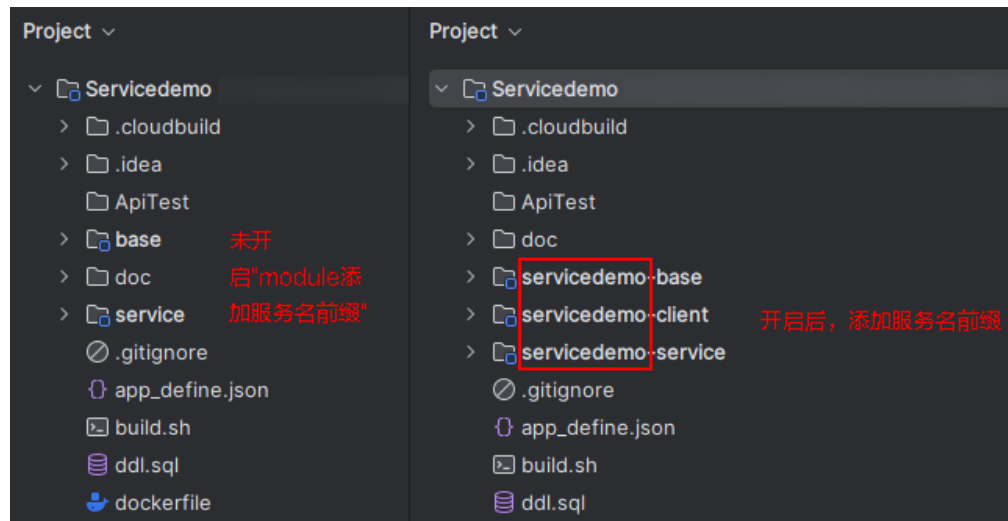 Project
Servicedemo
.cloudbuild
.idea
ApiTest
base
doc
service
.gitignore
app_define.json
build.sh
ddl.sql
dockerfile
未开
启"module添
加服务名前缀"
Project
Servicedemo
.cloudbuild
.idea
ApiTest
doc
servicedemo-base
servicedemo-client
servicedemo-service
.gitignore
app_define.json
build.sh
ddl.sql
开启后，添加服务名前缀